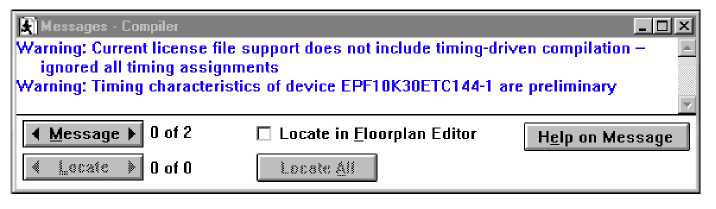 Messages - Compiler
Warning: Current license file support does not include timing-driven compilation –
ignored all timing assignments
Warning: Timing characteristics of device EPF10K30ETC144-1 are preliminary
Message 0 of 2 Locate in Floorplan Editor Help on Message
Locate 0 of 0 Locate All